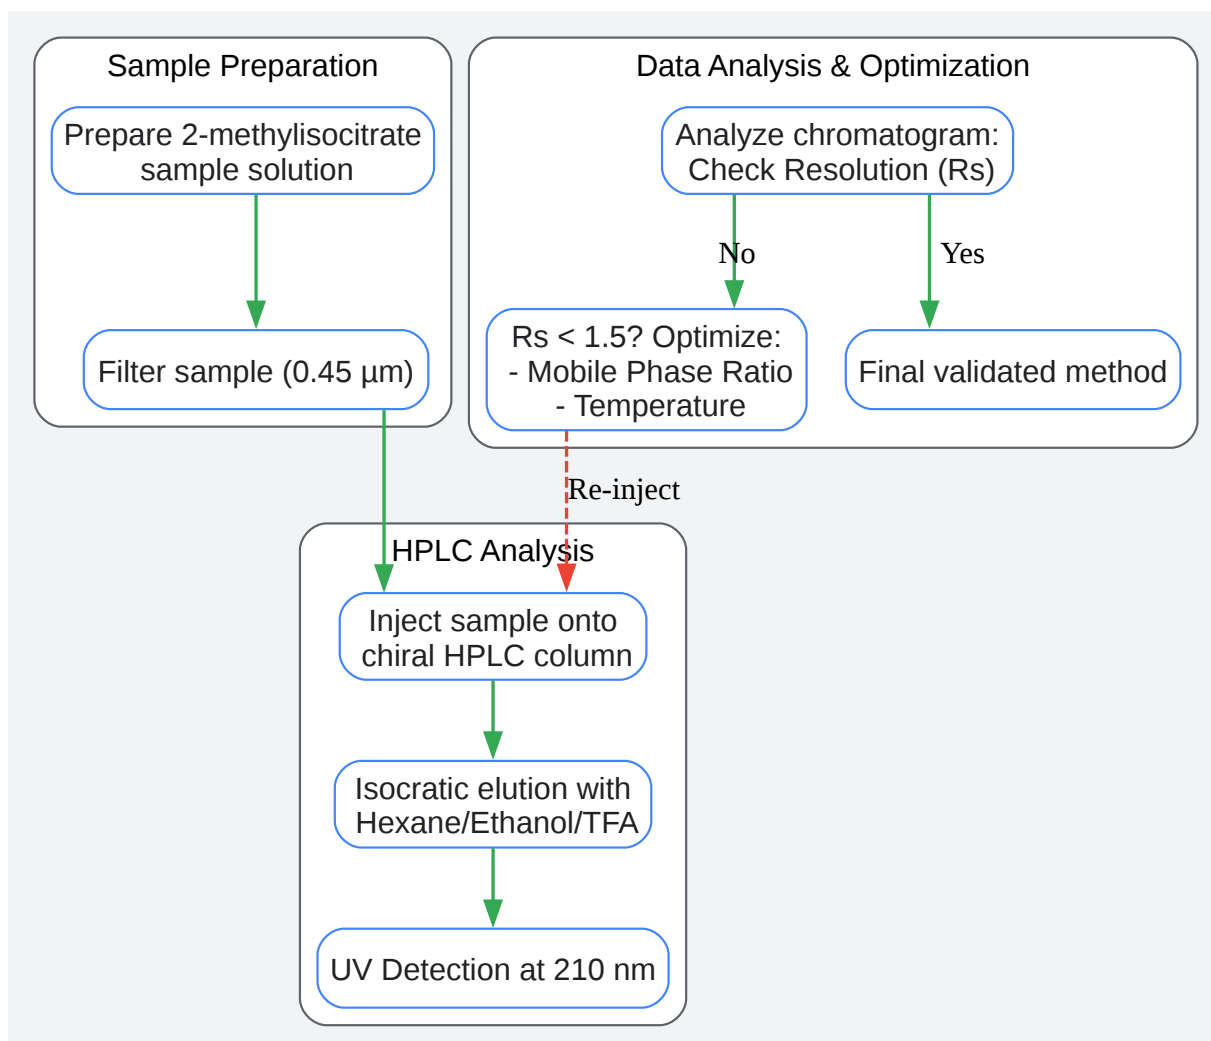 Sample Preparation
Prepare 2-methylisocitrate
sample solution
Filter sample (0.45 µm)
Data Analysis & Optimization
Analyze chromatogram:
Check Resolution (Rs)
No
Yes
Rs < 1.5? Optimize:
- Mobile Phase Ratio
- Temperature
Final validated method
Re-inject
HPLC Analysis
Inject sample onto
chiral HPLC column
Isocratic elution with
Hexane/Ethanol/TFA
UV Detection at 210 nm